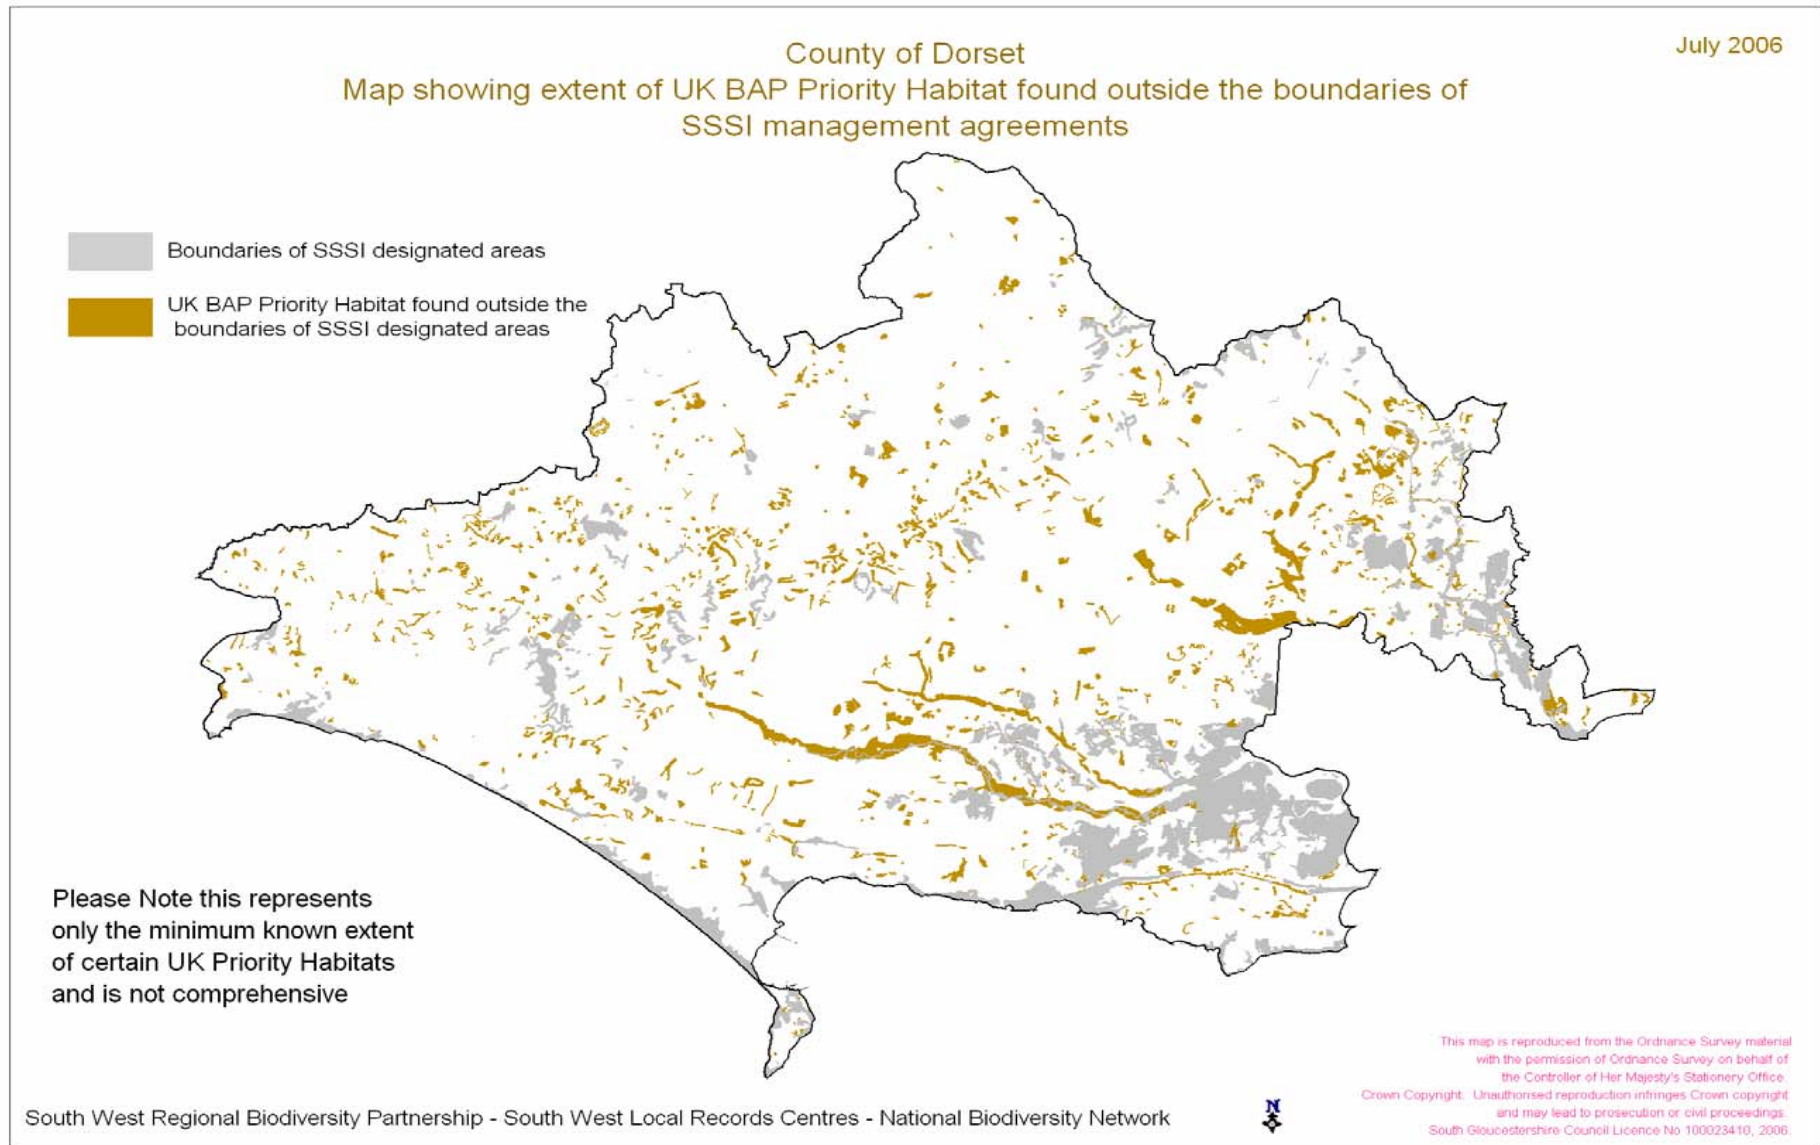 County of Dorset
Map showing extent of UK BAP Priority Habitat found outside the boundaries of
SSSI management agreements
July 2006
Boundaries of SSSI designated areas
UK BAP Priority Habitat found outside the
boundaries of SSSI designated areas
Please Note this represents
only the minimum known extent
of certain UK Priority Habitats
and is not comprehensive
This map is reproduced from the Ordnance Survey material
with the permission of Ordnance Survey on behalf of
the Controller of Her Majesty's Stationery Office.
Crown Copyright. Unauthorised reproduction infringes Crown copyright
and may lead to prosecution or civil proceedings.
South Gloucestershire Council Licence No 100023410, 2006.
South West Regional Biodiversity Partnership - South West Local Records Centres - National Biodiversity Network
N